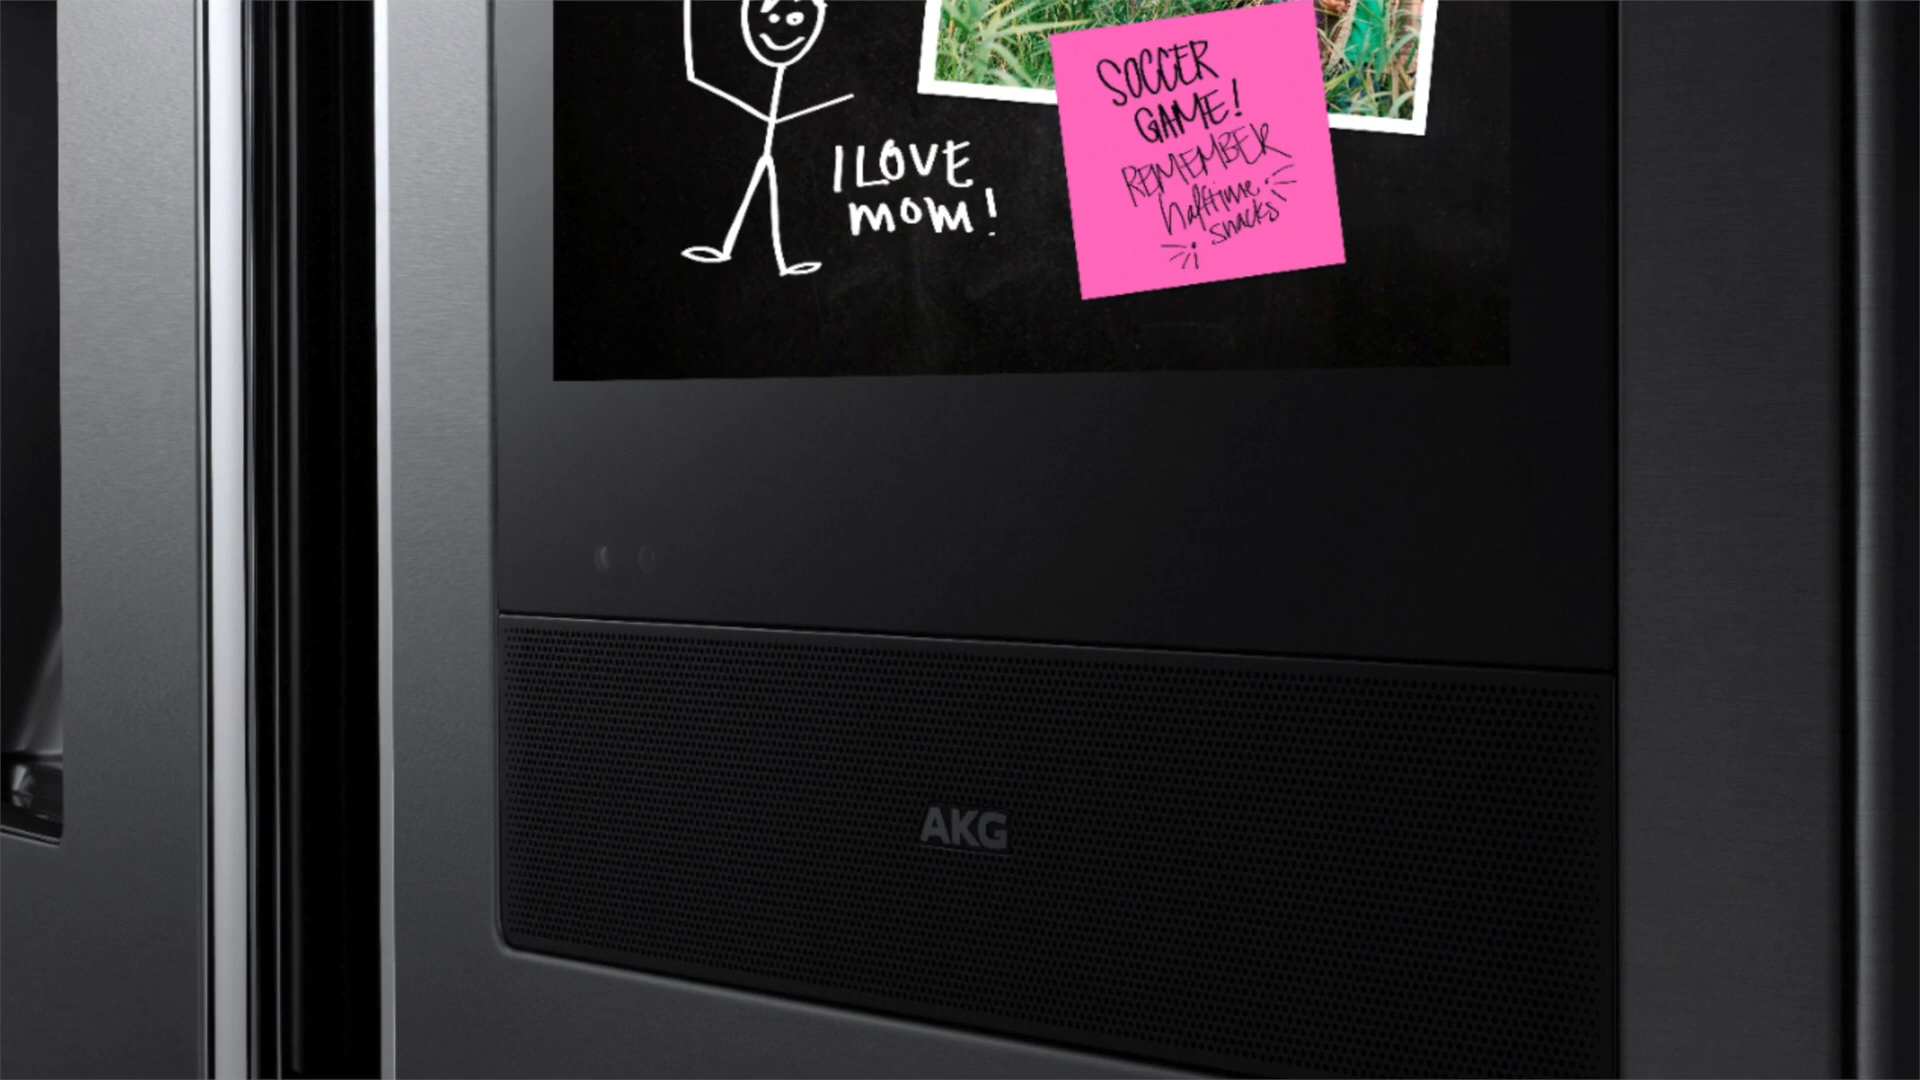 I LOVE
mom!
SOCCER
GAME!
REMEMBER
halftime
snacks
AKG